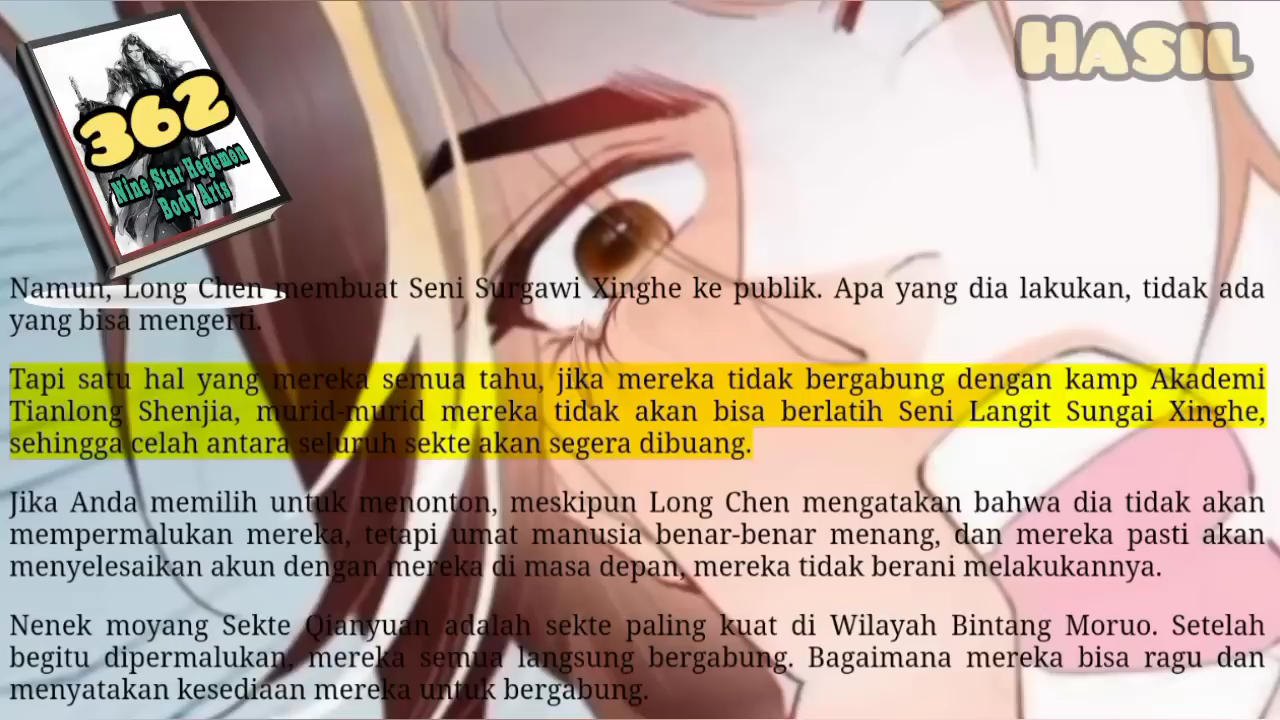 HASIL
362
Nine Star Hegemon
Body Arts
Namun, Long Chen membuat Seni Surgawi Xinghe ke publik. Apa yang dia lakukan, tidak ada
yang bisa mengerti.
Tapi satu hal yang mereka semua tahu, jika mereka tidak bergabung dengan kamp Akademi
Tianlong Shenjia, murid-murid mereka tidak akan bisa berlatih Seni Langit Sungai Xinghe,
sehingga celah antara seluruh sekte akan segera dibuang.
Jika Anda memilih untuk menonton, meskipun Long Chen mengatakan bahwa dia tidak akan
mempermalukan mereka, tetapi umat manusia benar-benar menang, dan mereka pasti akan
menyelesaikan akun dengan mereka di masa depan, mereka tidak berani melakukannya.
Nenek moyang Sekte Qianyuan adalah sekte paling kuat di Wilayah Bintang Moruo. Setelah
begitu dipermalukan, mereka semua langsung bergabung. Bagaimana mereka bisa ragu dan
menyatakan kesediaan mereka untuk bergabung.